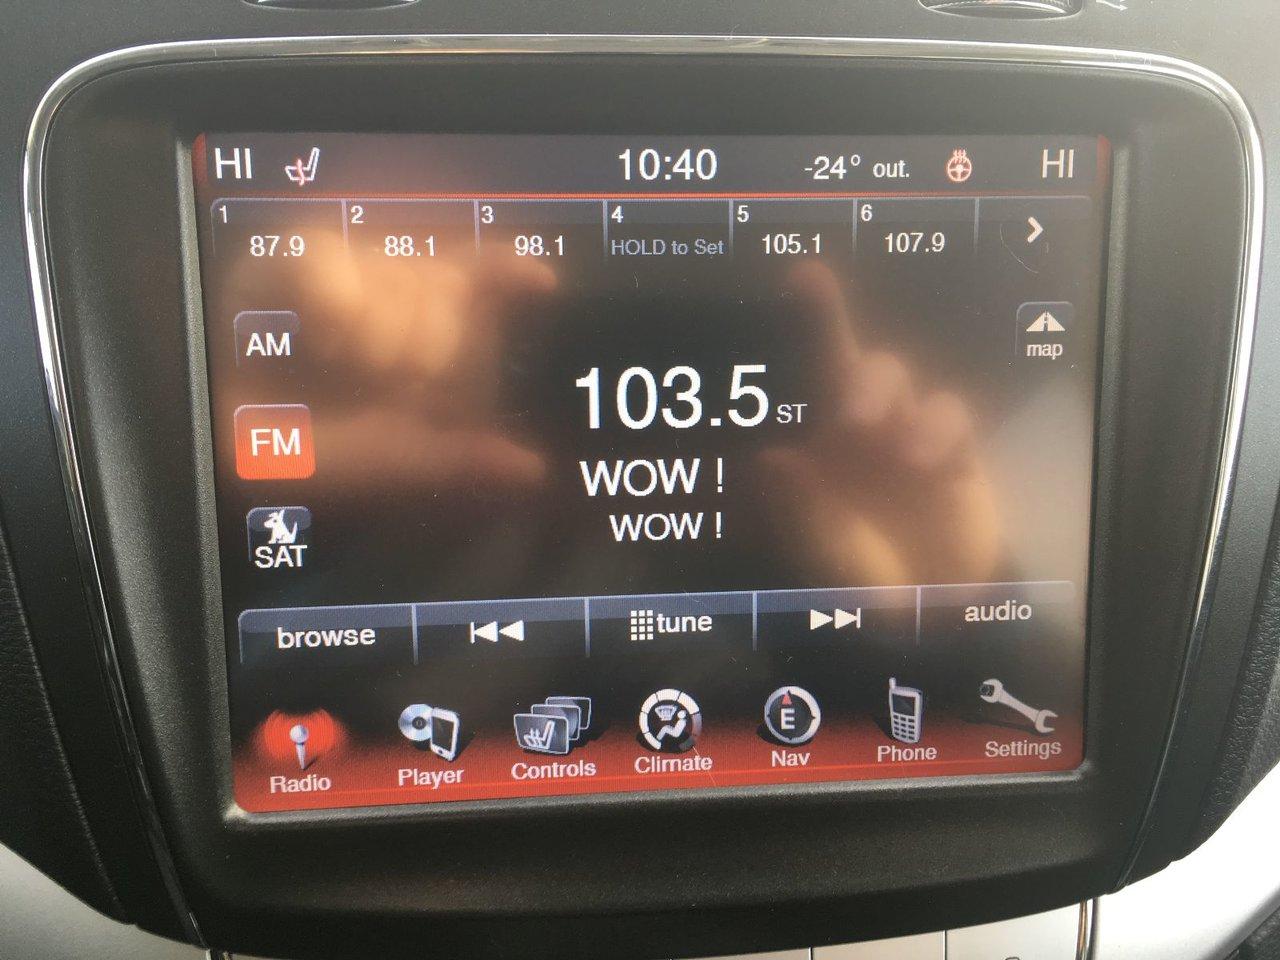 HI 10:40 -24° out. HI
1 2 3 4 5 6
87.9 88.1 98.1 HOLD to Set 105.1 107.9
AM
map
103.5 ST
FM
WOW !
WOW !
SAT
browse tune audio
E
Radio Player Controls Climate Nav Phone Settings